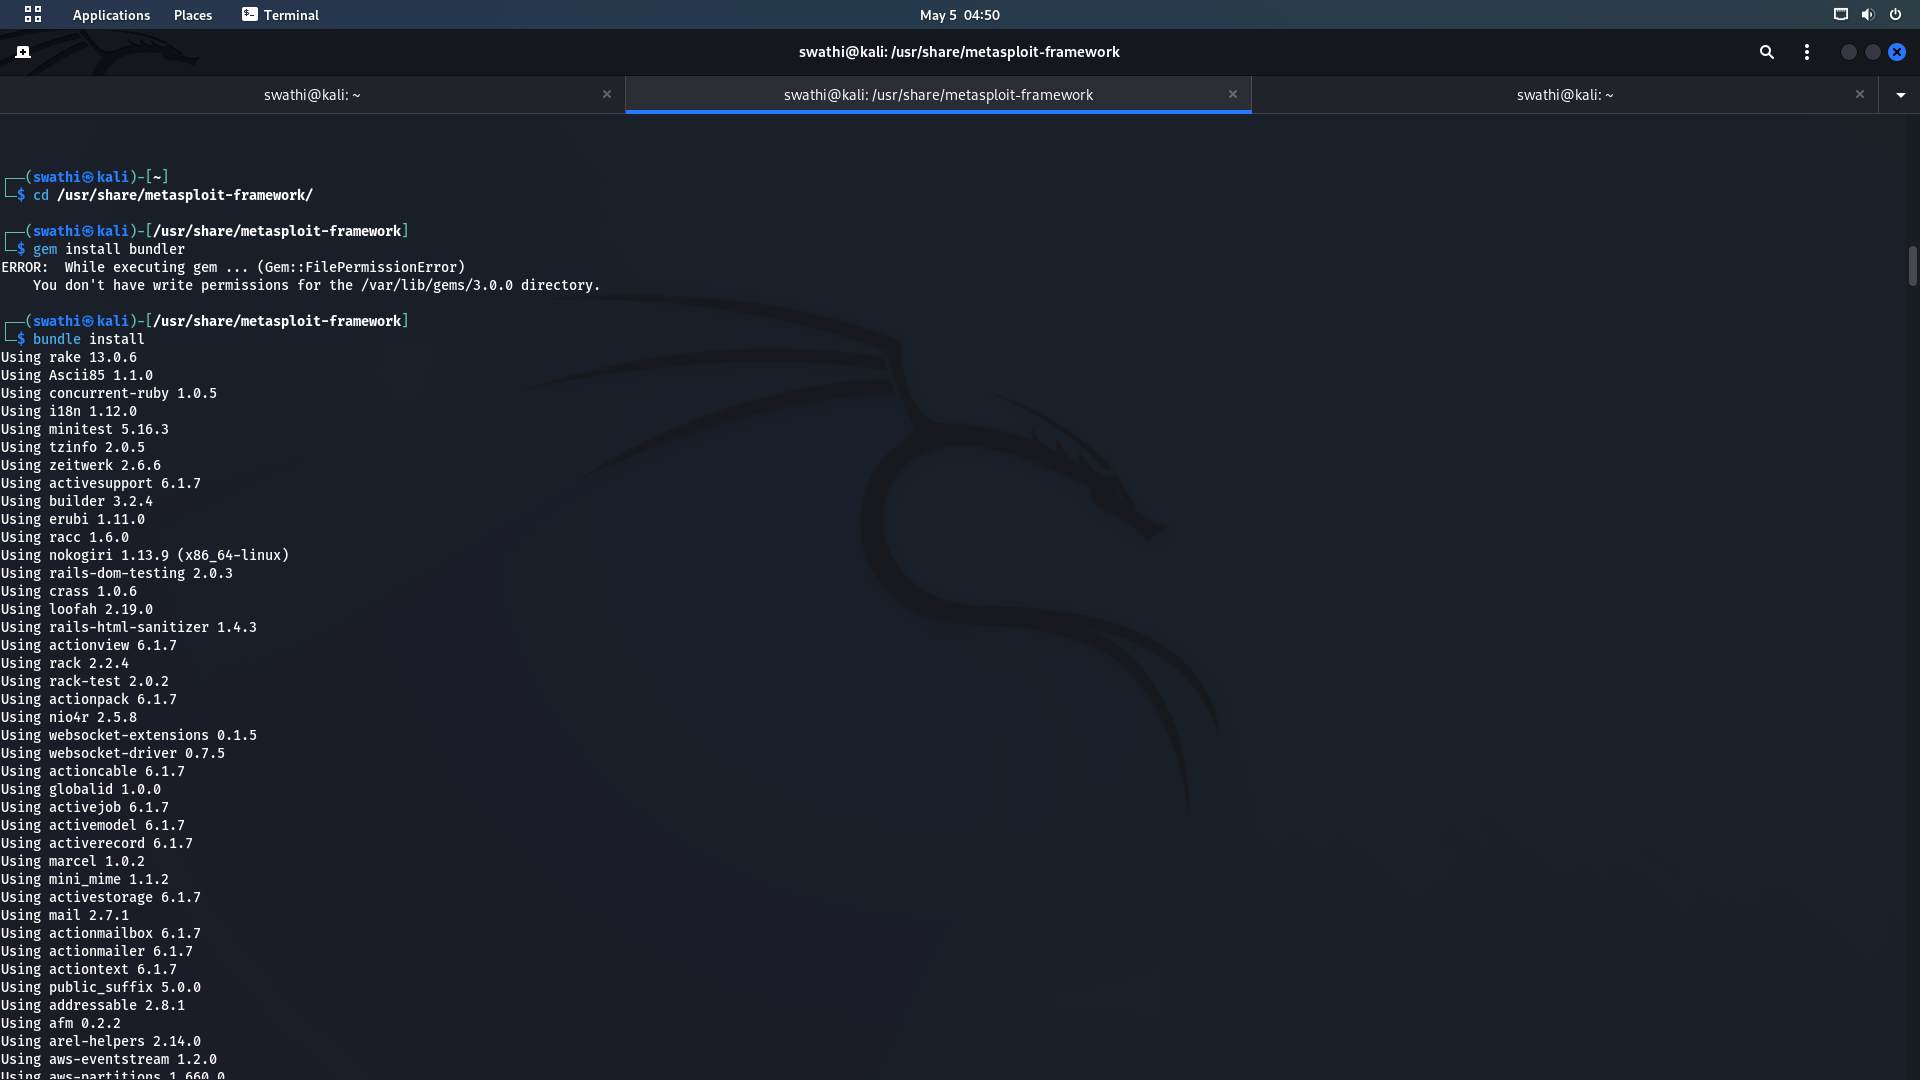 Applications Places Terminal May 5 04:50
swathi@kali: /usr/share/metasploit-framework
swathi@kali: ~ swathi@kali: /usr/share/metasploit-framework swathi@kali: ~
┌──(swathi㉿kali)-[~]
└─$ cd /usr/share/metasploit-framework/
┌──(swathi㉿kali)-[/usr/share/metasploit-framework]
└─$ gem install bundler
ERROR:  While executing gem ... (Gem::FilePermissionError)
    You don't have write permissions for the /var/lib/gems/3.0.0 directory.
┌──(swathi㉿kali)-[/usr/share/metasploit-framework]
└─$ bundle install
Using rake 13.0.6
Using Ascii85 1.1.0
Using concurrent-ruby 1.0.5
Using i18n 1.12.0
Using minitest 5.16.3
Using tzinfo 2.0.5
Using zeitwerk 2.6.6
Using activesupport 6.1.7
Using builder 3.2.4
Using erubi 1.11.0
Using racc 1.6.0
Using nokogiri 1.13.9 (x86_64-linux)
Using rails-dom-testing 2.0.3
Using crass 1.0.6
Using loofah 2.19.0
Using rails-html-sanitizer 1.4.3
Using actionview 6.1.7
Using rack 2.2.4
Using rack-test 2.0.2
Using actionpack 6.1.7
Using nio4r 2.5.8
Using websocket-extensions 0.1.5
Using websocket-driver 0.7.5
Using actioncable 6.1.7
Using globalid 1.0.0
Using activejob 6.1.7
Using activemodel 6.1.7
Using activerecord 6.1.7
Using marcel 1.0.2
Using mini_mime 1.1.2
Using activestorage 6.1.7
Using mail 2.7.1
Using actionmailbox 6.1.7
Using actionmailer 6.1.7
Using actiontext 6.1.7
Using public_suffix 5.0.0
Using addressable 2.8.1
Using afm 0.2.2
Using arel-helpers 2.14.0
Using aws-eventstream 1.2.0
Using aws-partitions 1.660.0